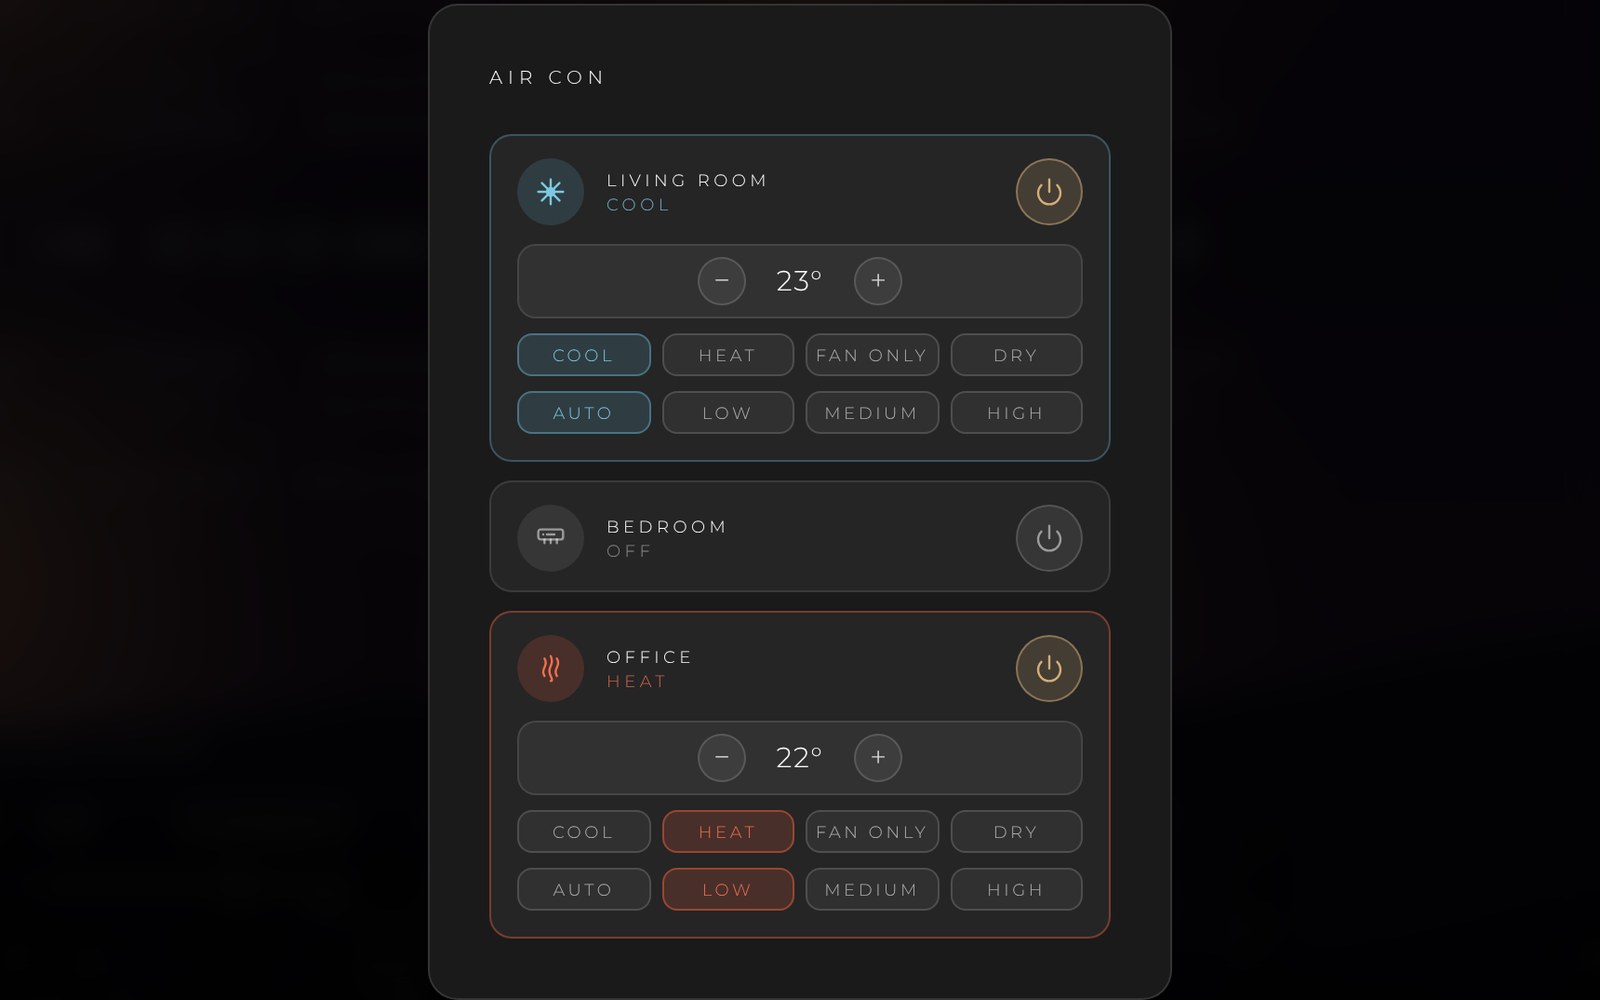 AIR CON
LIVING ROOM
COOL
− 23° +
COOL HEAT FAN ONLY DRY
AUTO LOW MEDIUM HIGH
BEDROOM
OFF
OFFICE
HEAT
− 22° +
COOL HEAT FAN ONLY DRY
AUTO LOW MEDIUM HIGH